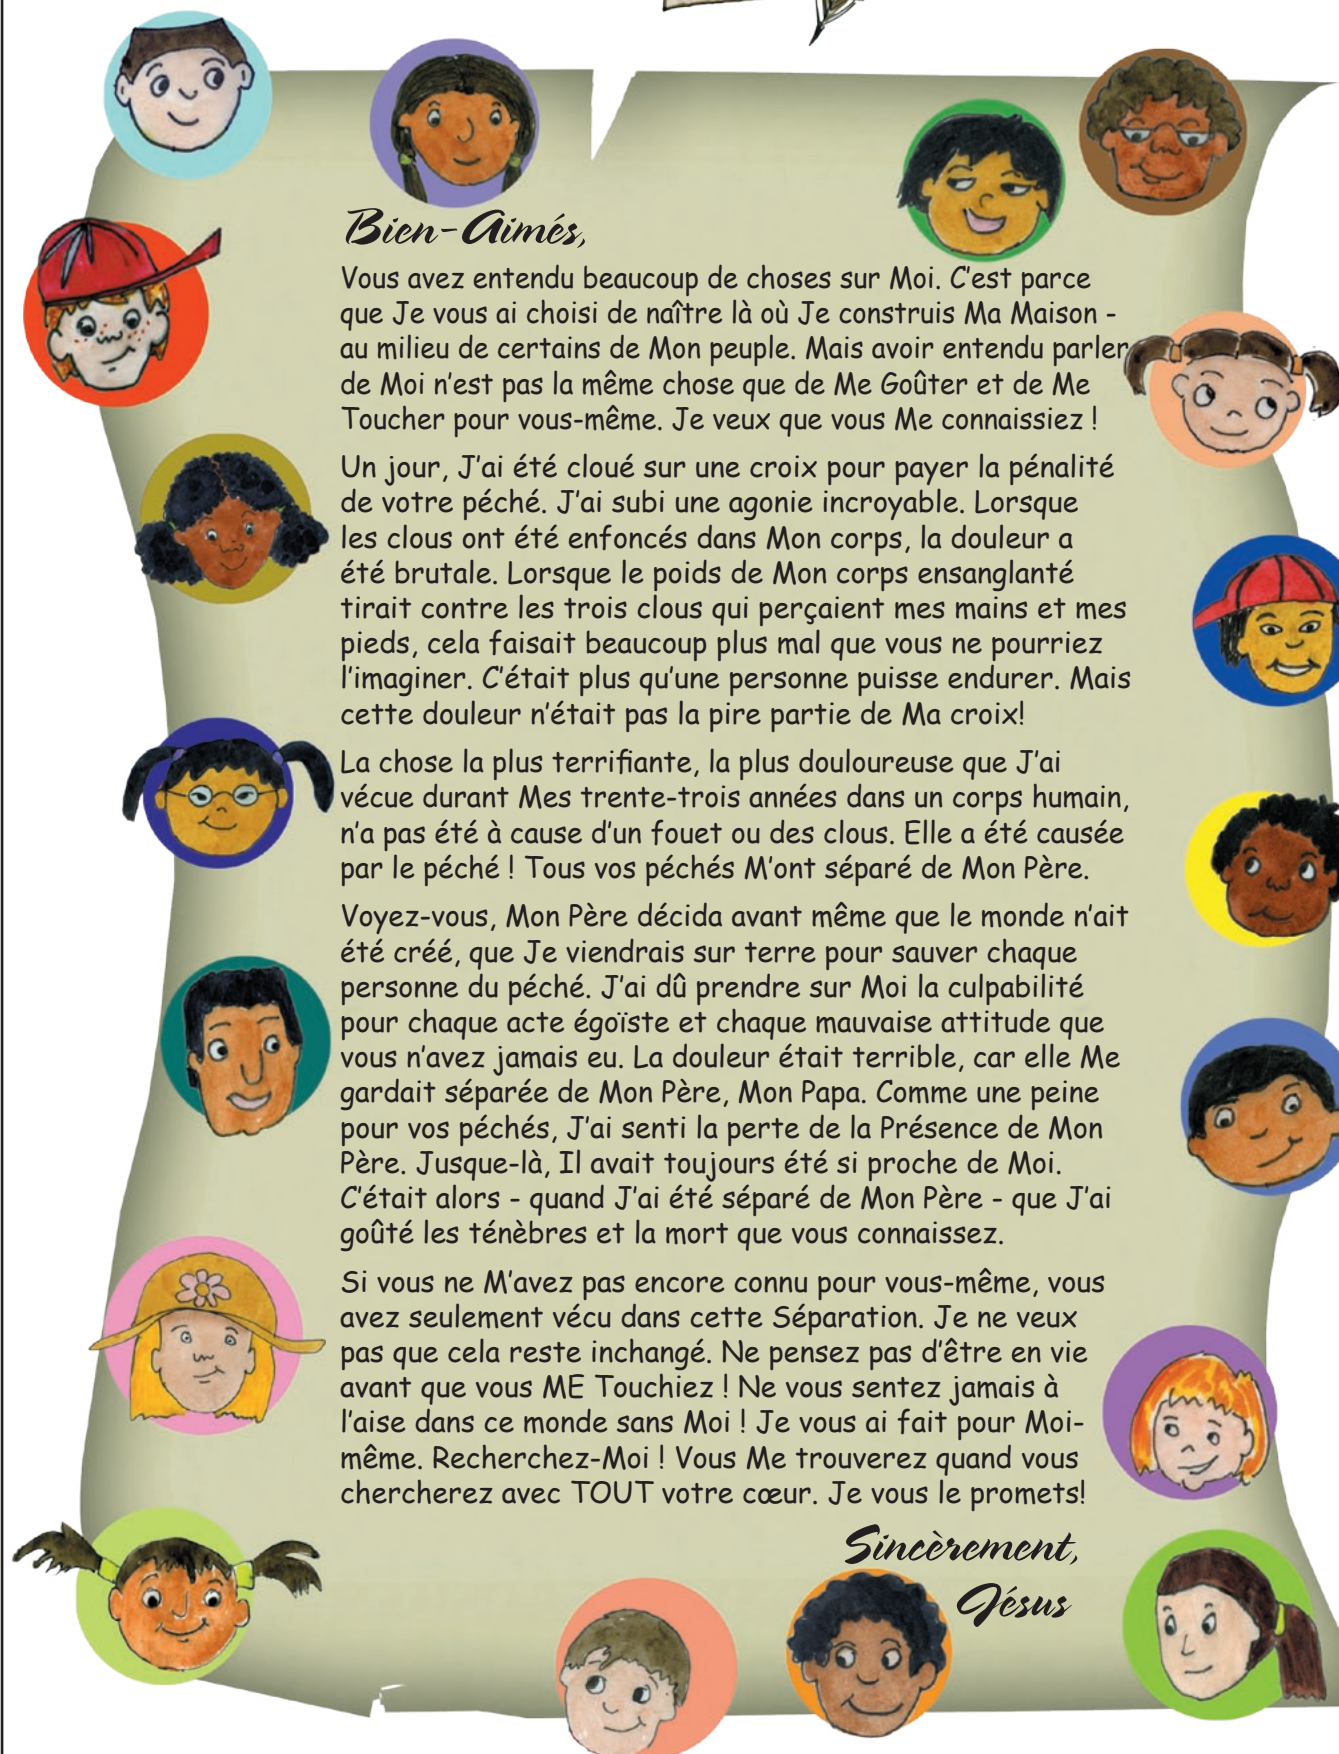 Bien-Aimés,
Vous avez entendu beaucoup de choses sur Moi. C'est parce
que Je vous ai choisi de naître là où Je construis Ma Maison -
au milieu de certains de Mon peuple. Mais avoir entendu parler
de Moi n'est pas la même chose que de Me Goûter et de Me
Toucher pour vous-même. Je veux que vous Me connaissiez !
Un jour, J'ai été cloué sur une croix pour payer la pénalité
de votre péché. J'ai subi une agonie incroyable. Lorsque
les clous ont été enfoncés dans Mon corps, la douleur a
été brutale. Lorsque le poids de Mon corps ensanglanté
tirait contre les trois clous qui perçaient mes mains et mes
pieds, cela faisait beaucoup plus mal que vous ne pourriez
l'imaginer. C'était plus qu'une personne puisse endurer. Mais
cette douleur n'était pas la pire partie de Ma croix!
La chose la plus terrifiante, la plus douloureuse que J'ai
vécue durant Mes trente-trois années dans un corps humain,
n'a pas été à cause d'un fouet ou des clous. Elle a été causée
par le péché ! Tous vos péchés M'ont séparé de Mon Père.
Voyez-vous, Mon Père décida avant même que le monde n'ait
été créé, que Je viendrais sur terre pour sauver chaque
personne du péché. J'ai dû prendre sur Moi la culpabilité
pour chaque acte égoïste et chaque mauvaise attitude que
vous n'avez jamais eu. La douleur était terrible, car elle Me
gardait séparée de Mon Père, Mon Papa. Comme une peine
pour vos péchés, J'ai senti la perte de la Présence de Mon
Père. Jusque-là, Il avait toujours été si proche de Moi.
C'était alors - quand J'ai été séparé de Mon Père - que J'ai
goûté les ténèbres et la mort que vous connaissez.
Si vous ne M'avez pas encore connu pour vous-même, vous
avez seulement vécu dans cette Séparation. Je ne veux
pas que cela reste inchangé. Ne pensez pas d'être en vie
avant que vous ME Touchiez ! Ne vous sentez jamais à
l'aise dans ce monde sans Moi ! Je vous ai fait pour Moi-
même. Recherchez-Moi ! Vous Me trouverez quand vous
chercherez avec TOUT votre cœur. Je vous le promets!
Sincèrement,
Jésus